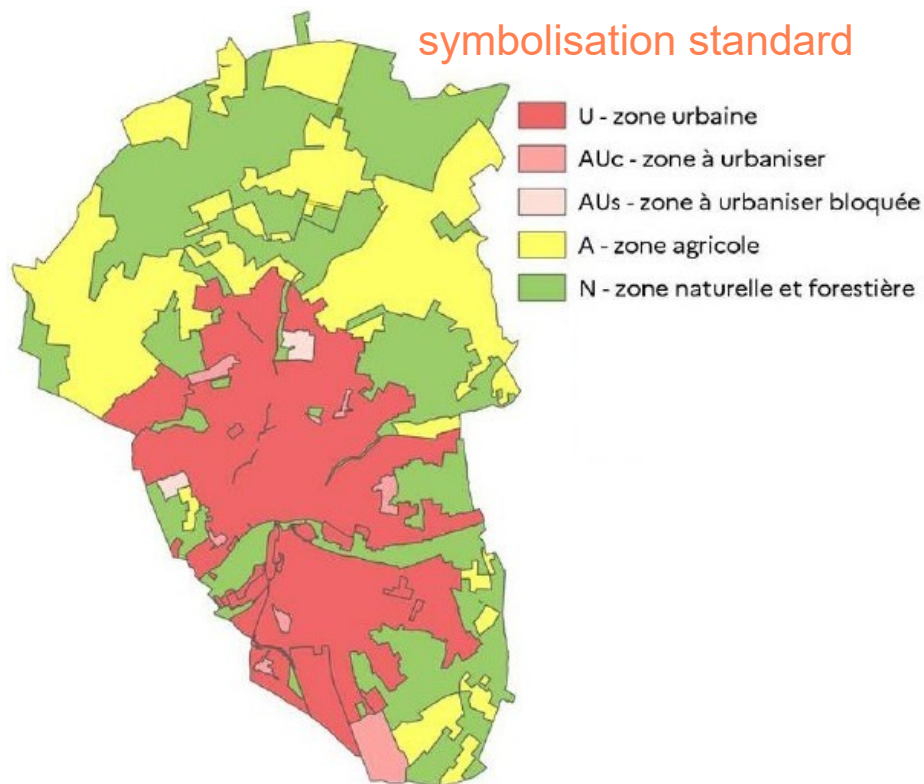 symbolisation standard
U - zone urbaine
AUc - zone à urbaniser
AUs - zone à urbaniser bloquée
A - zone agricole
N - zone naturelle et forestière